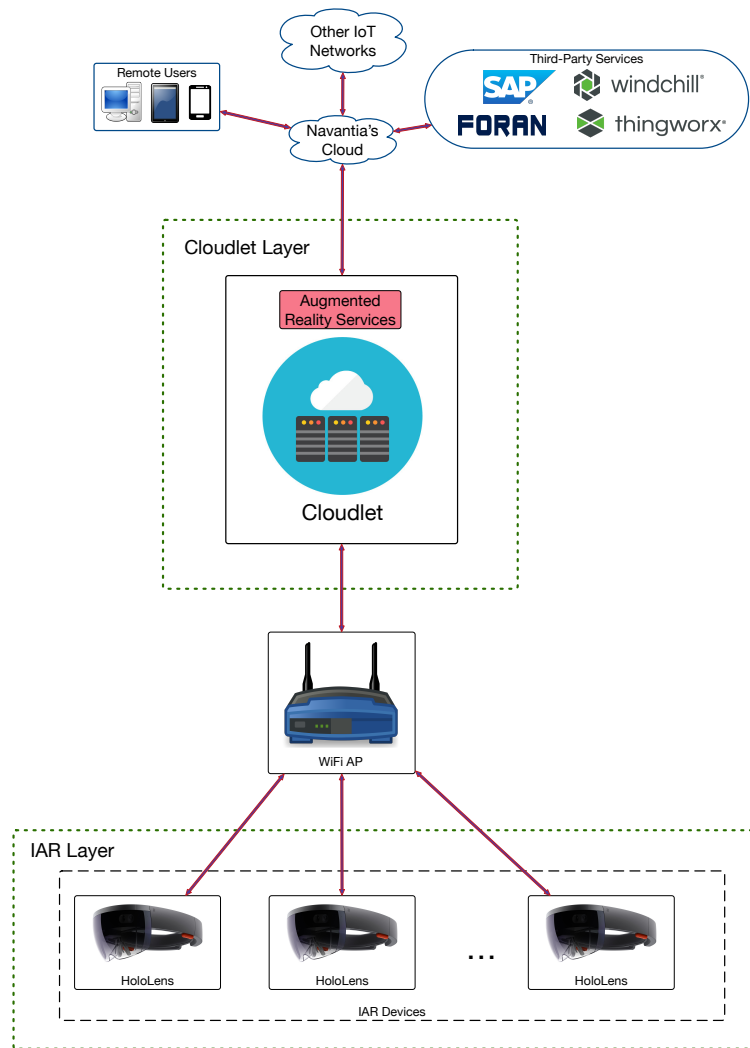 Other IoT
Networks
Remote Users
Third-Party Services
SAP®
windchill®
FORAN
thingworx®
Navantia's
Cloud
Cloudlet Layer
Augmented
Reality Services
Cloudlet
WiFi AP
IAR Layer
HoloLens
HoloLens
...
HoloLens
IAR Devices